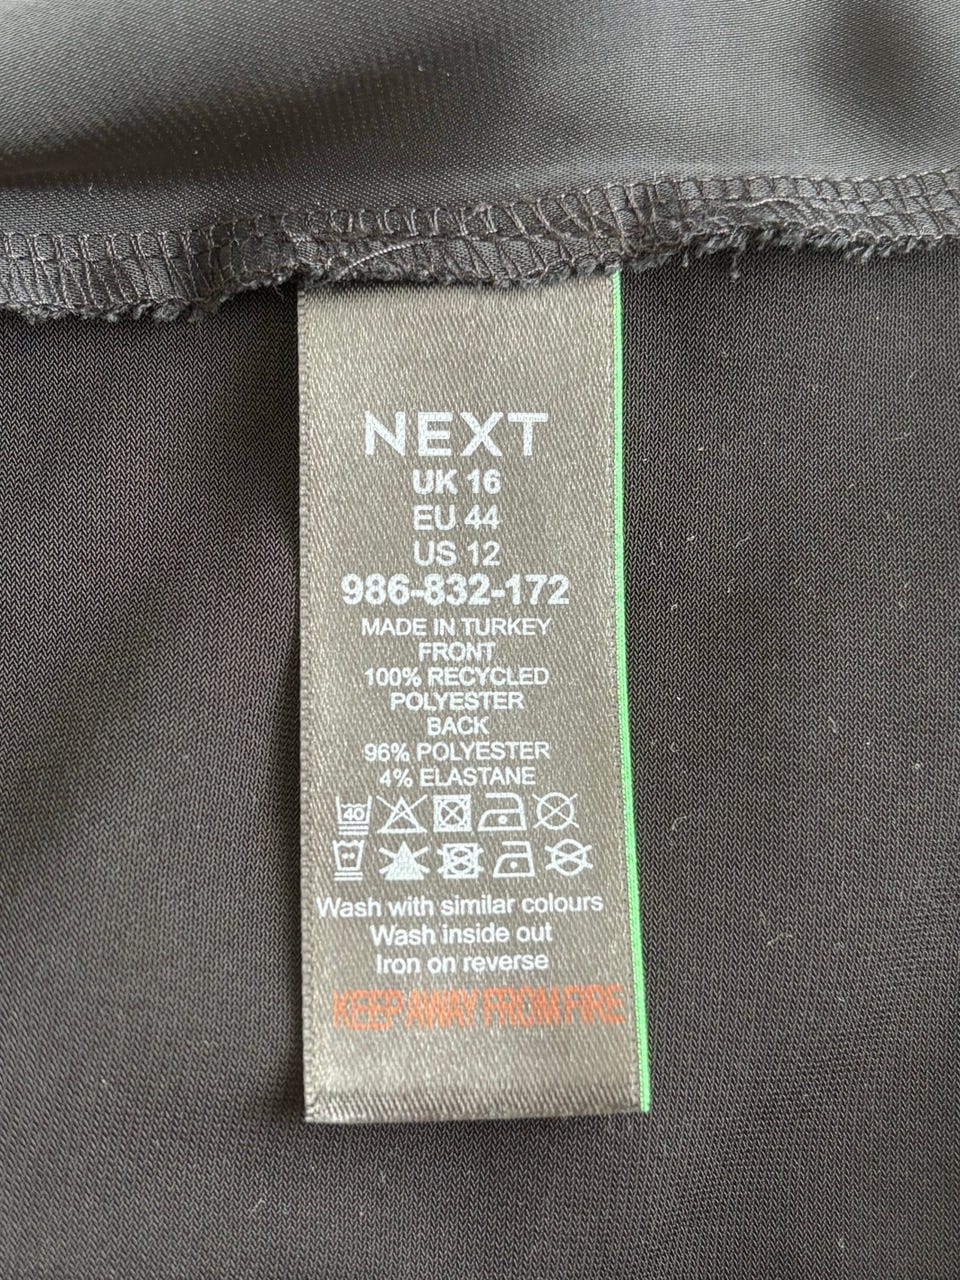 NEXT
UK 16
EU 44
US 12
986-832-172
MADE IN TURKEY
FRONT
100% RECYCLED
POLYESTER
BACK
96% POLYESTER
4% ELASTANE
40
Wash with similar colours
Wash inside out
Iron on reverse
KEEP AWAY FROM FIRE